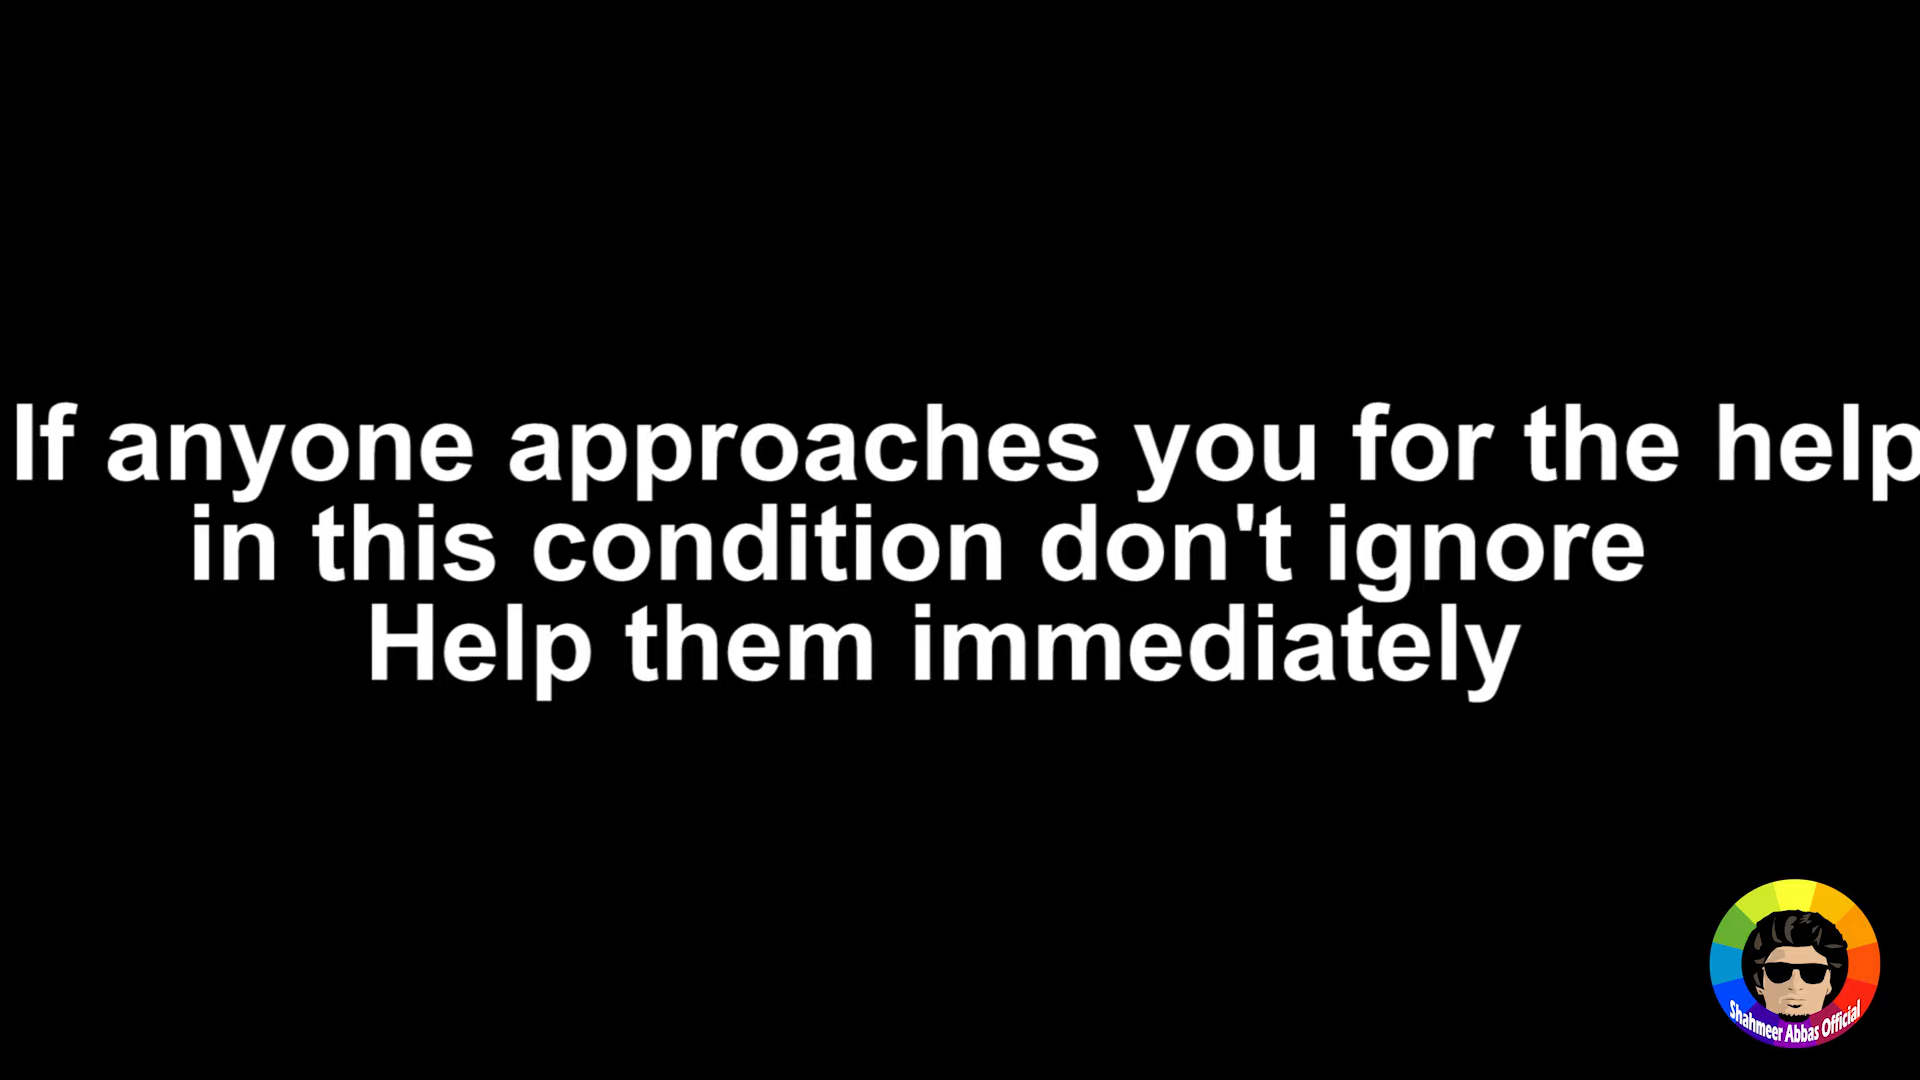 If anyone approaches you for the help
in this condition don't ignore
Help them immediately
Shahmeer Abbas Official